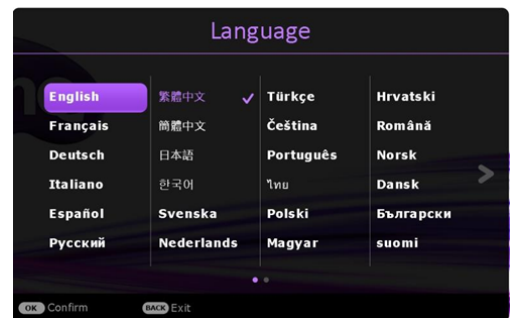 Language
English
Français
Deutsch
Italiano
Español
Русский
繁體中文
簡體中文
日本語
한국어
Svenska
Nederlands
Türkçe
Čeština
Português
ไทย
Polski
Magyar
Hrvatski
Română
Norsk
Dansk
Български
suomi
OK Confirm
BACK Exit